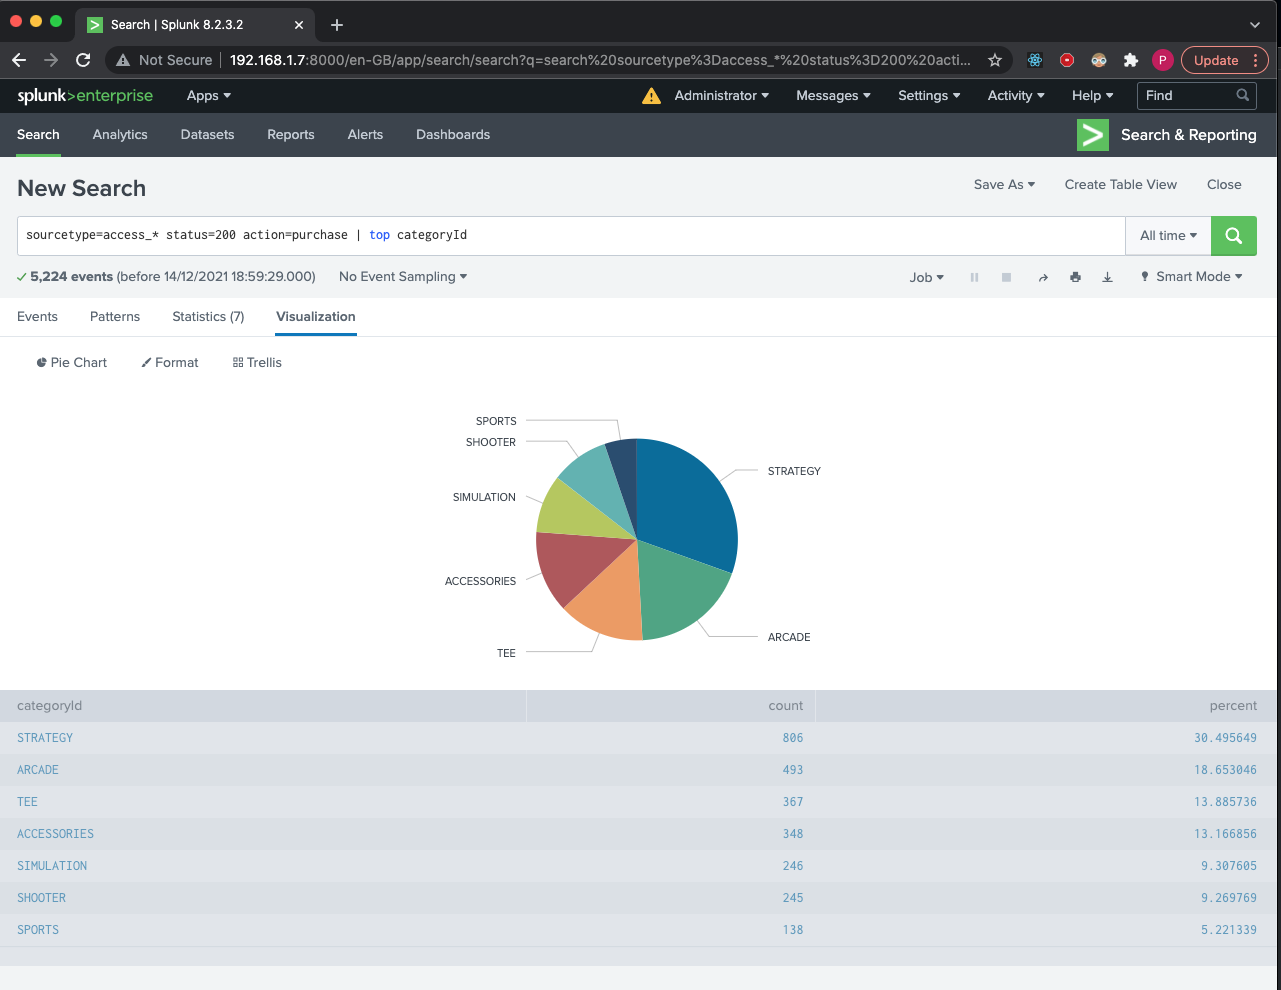 Search | Splunk 8.2.3.2
Not Secure 192.168.1.7:8000/en-GB/app/search/search?q=search%20sourcetype%3Daccess_*%20status%3D200%20acti... P Update
splunk>enterprise Apps Administrator Messages Settings Activity Help Find
Search Analytics Datasets Reports Alerts Dashboards Search & Reporting
New Search Save As Create Table View Close
sourcetype=access_* status=200 action=purchase | top categoryId All time
5,224 events (before 14/12/2021 18:59:29.000) No Event Sampling Job Smart Mode
Events Patterns Statistics (7) Visualization
Pie Chart Format Trellis
SPORTS
SHOOTER
STRATEGY
SIMULATION
ACCESSORIES
ARCADE
TEE
categoryId count percent
STRATEGY 806 30.495649
ARCADE 493 18.653046
TEE 367 13.885736
ACCESSORIES 348 13.166856
SIMULATION 246 9.307605
SHOOTER 245 9.269769
SPORTS 138 5.221339